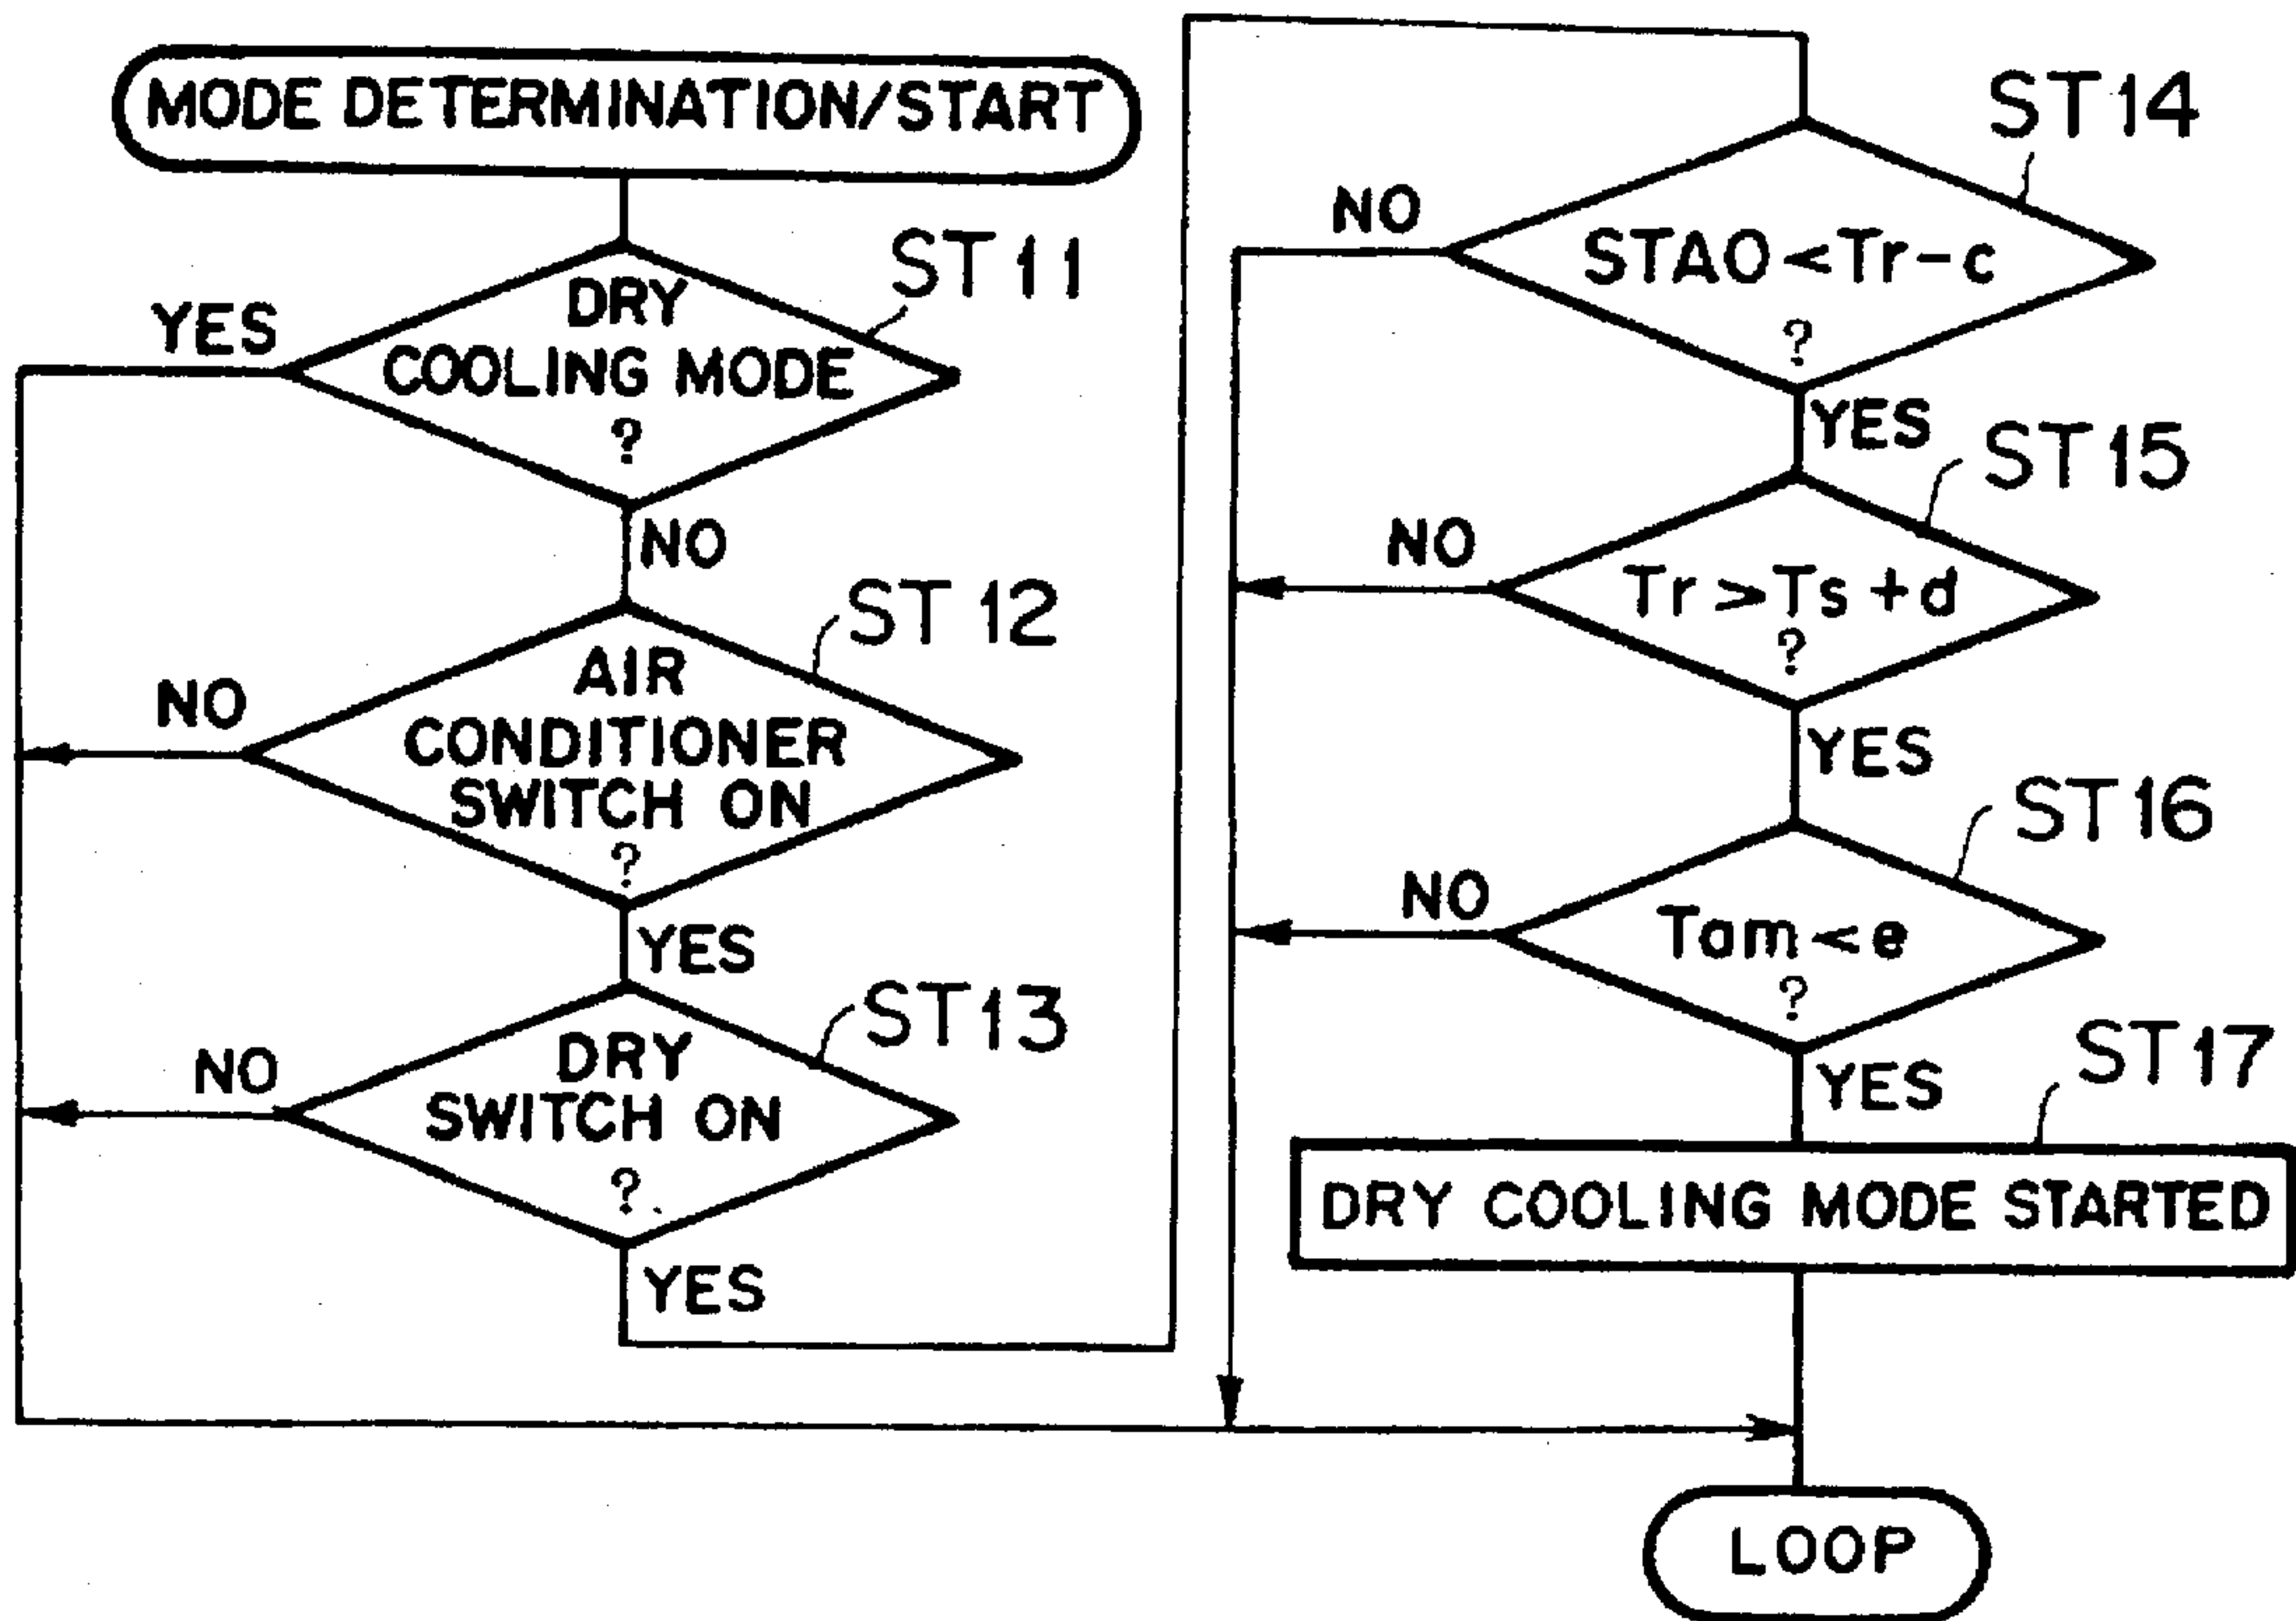 MODE DETERMINATION/START
ST11
YES
DRY
COOLING MODE
?
NO
ST12
NO
AIR
CONDITIONER
SWITCH ON
?
YES
ST13
NO
DRY
SWITCH ON
?
YES
ST14
NO
STAO<Tr-c
?
YES
ST15
NO
Tr>Ts+d
?
YES
ST16
NO
Tam<e
?
YES
ST17
DRY COOLING MODE STARTED
LOOP